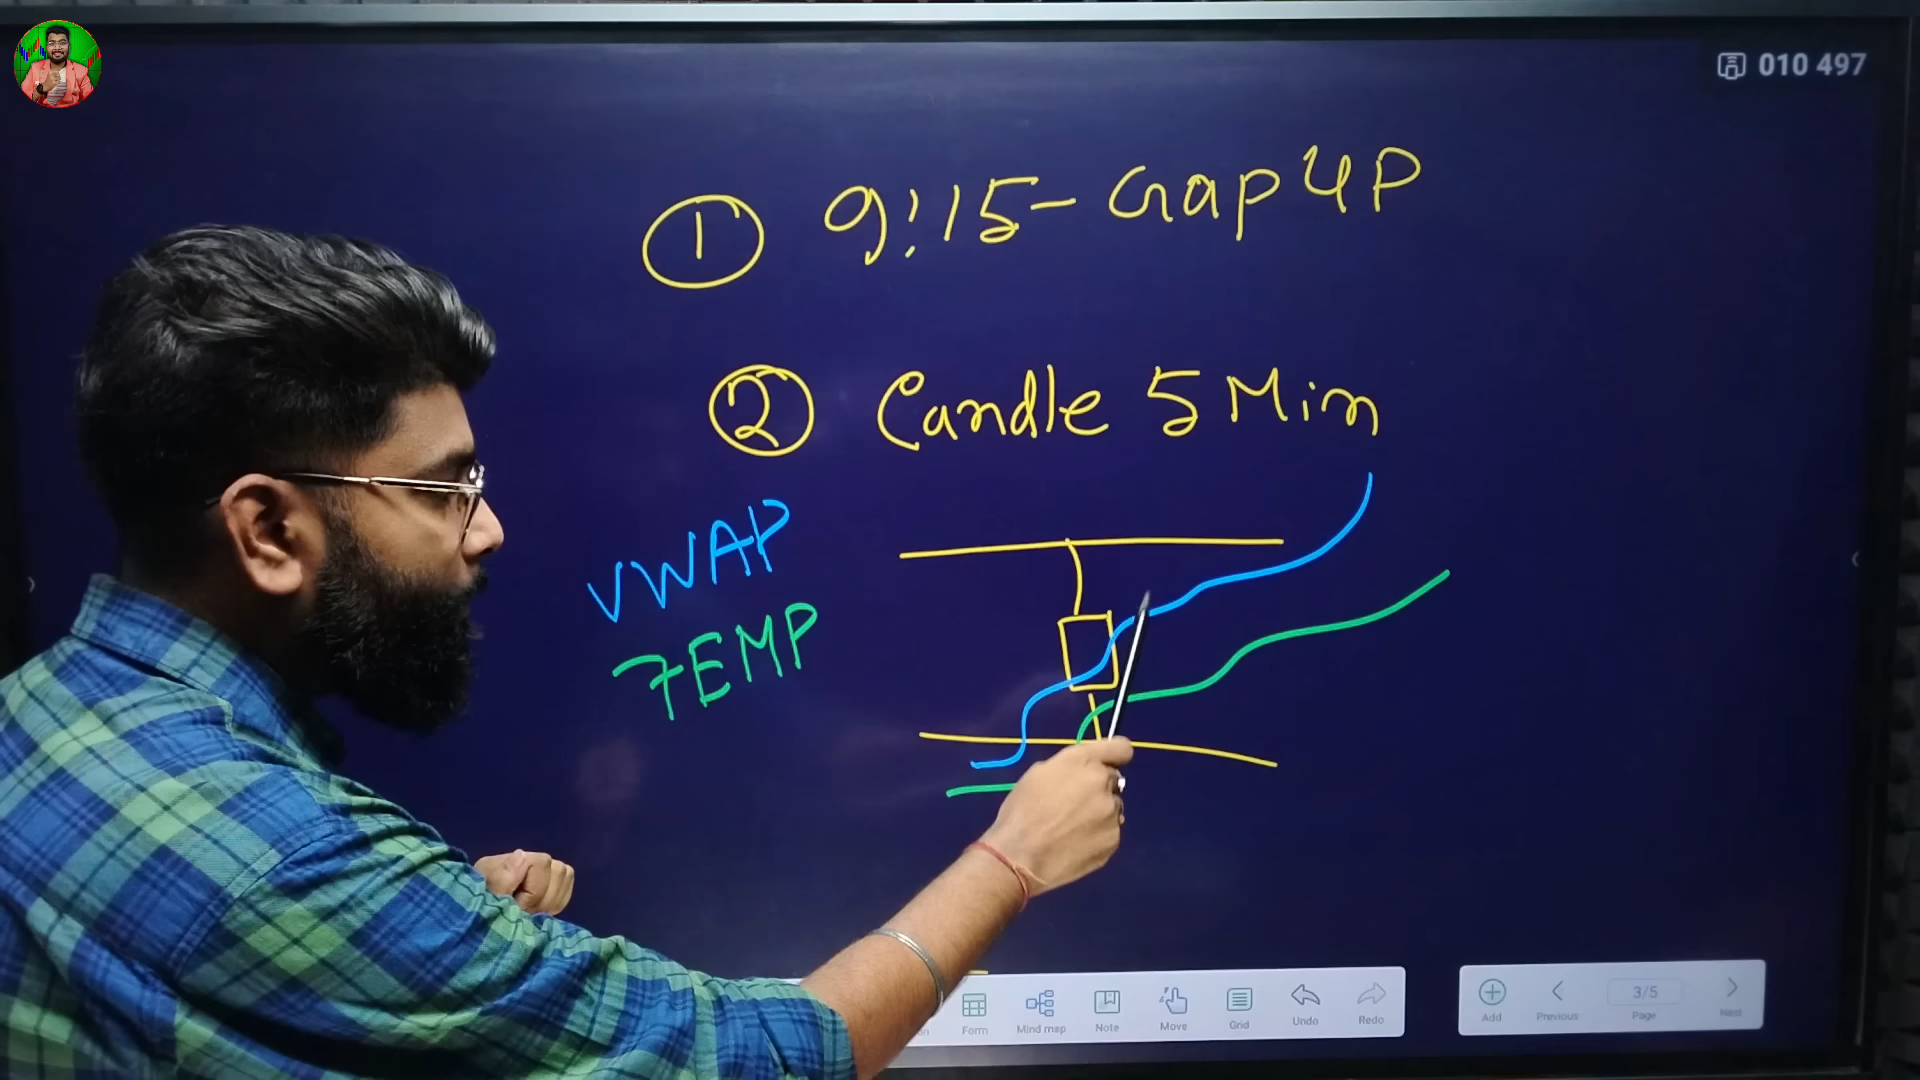 010 497
① 9:15- Gap UP
② Candle 5 Min
VWAP
7EMP
Form
Mind map
Note
Move
Grid
Undo
Redo
Add
Previous
3/5
Page
Next